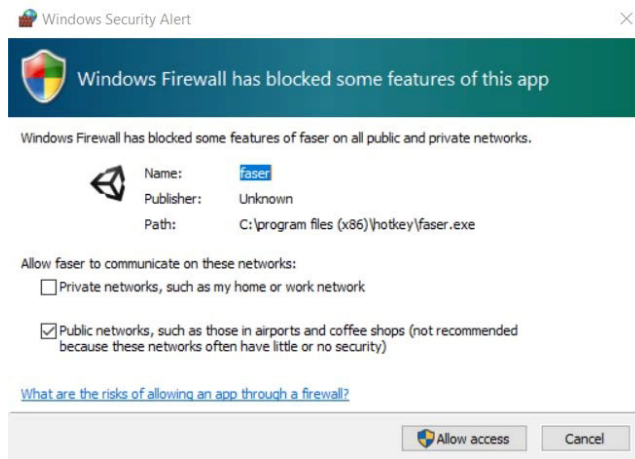 Windows Security Alert
Windows Firewall has blocked some features of this app
Windows Firewall has blocked some features of faser on all public and private networks.
Name: faser
Publisher: Unknown
Path: C:\program files (x86)\hotkey\faser.exe
Allow faser to communicate on these networks:
Private networks, such as my home or work network
Public networks, such as those in airports and coffee shops (not recommended
because these networks often have little or no security)
What are the risks of allowing an app through a firewall?
Allow access Cancel